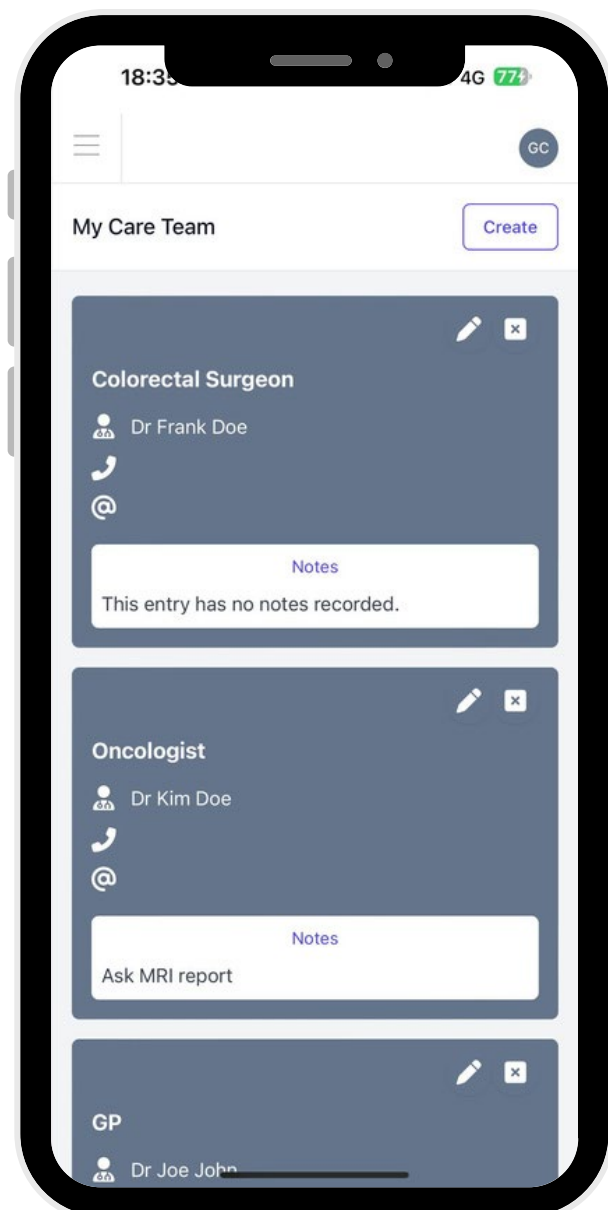 18:35
4G 77
GC
My Care Team
Create
Colorectal Surgeon
Dr Frank Doe
@
Notes
This entry has no notes recorded.
Oncologist
Dr Kim Doe
@
Notes
Ask MRI report
GP
Dr Joe John